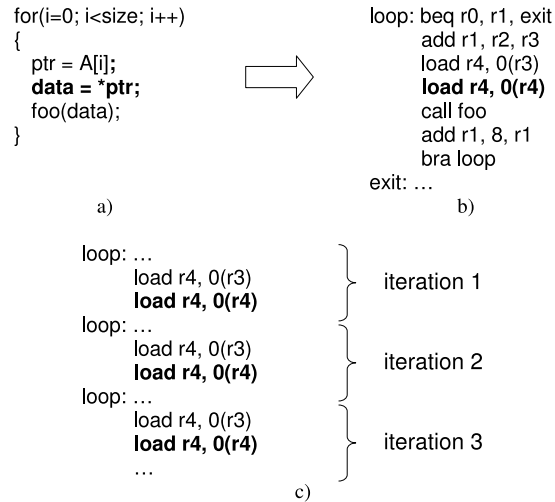 for(i=0; i<size; i++)
{
ptr = A[i];
data = *ptr;
foo(data);
}
a)
loop: beq r0, r1, exit
add r1, r2, r3
load r4, 0(r3)
load r4, 0(r4)
call foo
add r1, 8, r1
bra loop
exit: ...
b)
loop: ...
load r4, 0(r3)
load r4, 0(r4)
iteration 1
loop: ...
load r4, 0(r3)
load r4, 0(r4)
iteration 2
loop: ...
load r4, 0(r3)
load r4, 0(r4)
...
iteration 3
c)